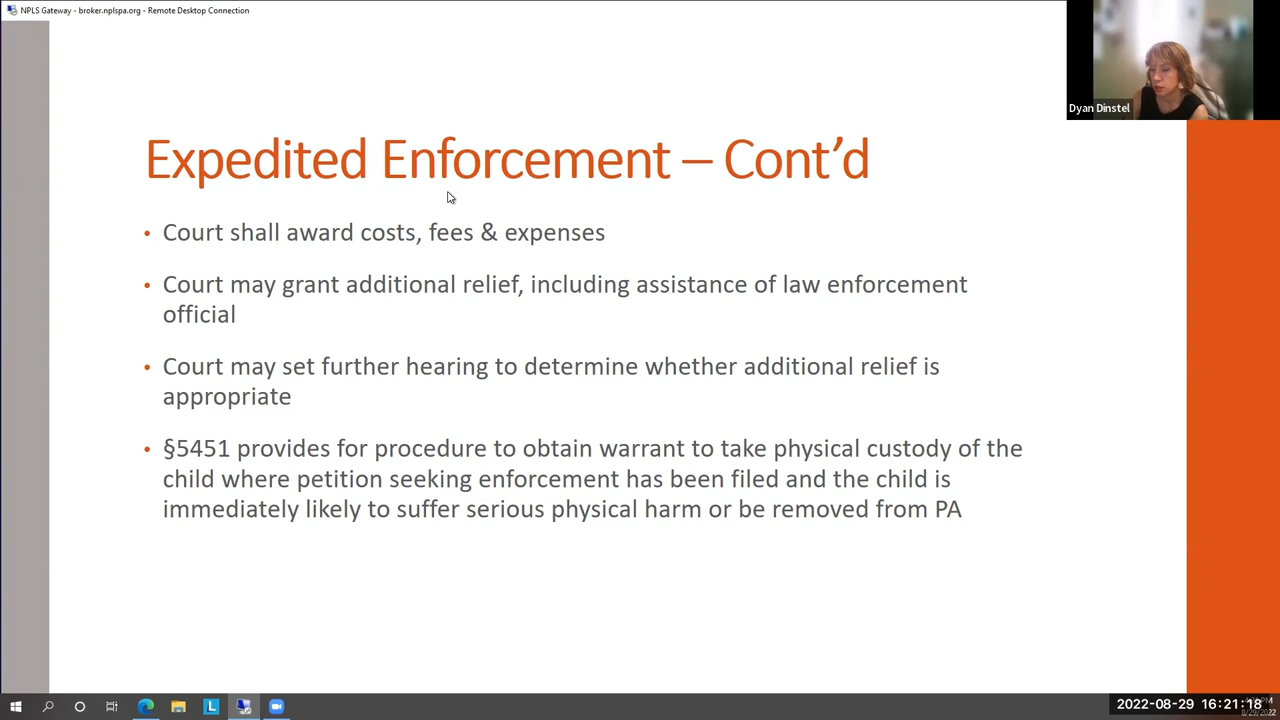 NPLS Gateway - broker.nplspa.org - Remote Desktop Connection
Dyan Dinstel
Expedited Enforcement – Cont’d
• Court shall award costs, fees & expenses
• Court may grant additional relief, including assistance of law enforcement
official
• Court may set further hearing to determine whether additional relief is
appropriate
• §5451 provides for procedure to obtain warrant to take physical custody of the
child where petition seeking enforcement has been filed and the child is
immediately likely to suffer serious physical harm or be removed from PA
L
2022-08-29 16:21:18